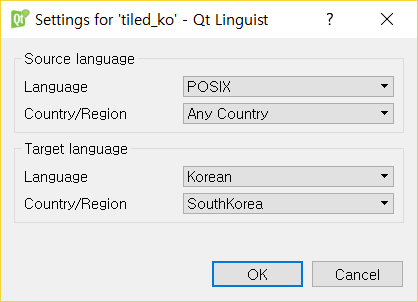 Qt Settings for 'tiled_ko' - Qt Linguist ?
Source language
Language POSIX
Country/Region Any Country
Target language
Language Korean
Country/Region SouthKorea
OK Cancel